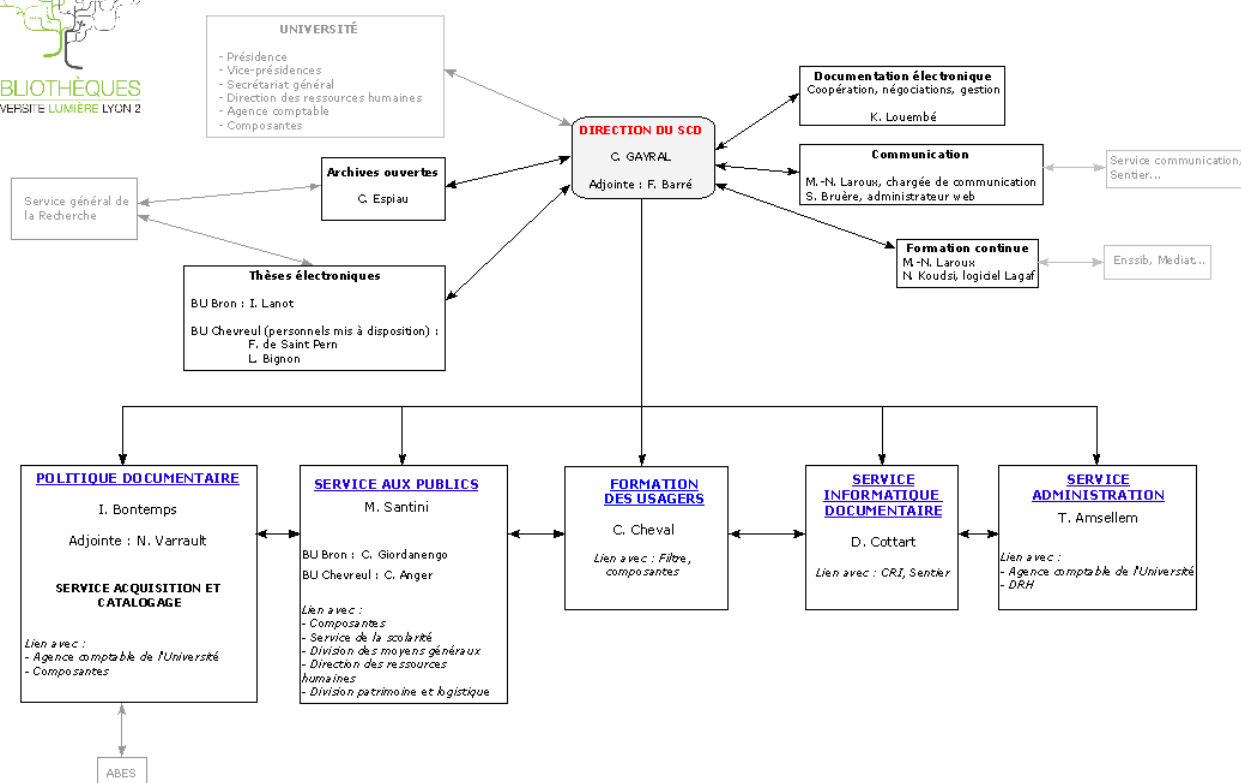 BLIOTHÈQUES
VERSITE LUMIÈRE LYON 2
UNIVERSITÉ
- Présidence
- Vice-présidences
- Secrétariat général
- Direction des ressources humaines
- Agence comptable
- Composantes
DIRECTION DU SCD
C. GAYRAL
Adjointe : F. Barré
Documentation électronique
Coopération, négociations, gestion
K. Louembé
Communication
M.-N. Laroux, chargée de communication
S. Bruère, administrateur web
Service communication,
Sentier...
Formation continue
M.-N. Laroux
N. Koudsi, logiciel Lagaf
Enssib, Mediat...
Archives ouvertes
C. Espiau
Service général de
la Recherche
Thèses électroniques
BU Bron : I. Lanot
BU Chevreul (personnels mis à disposition) :
F. de Saint Pern
L. Bignon
POLITIQUE DOCUMENTAIRE
I. Bontemps
Adjointe : N. Varrault
SERVICE ACQUISITION ET
CATALOGAGE
Lien avec :
- Agence comptable de l'Université
- Composantes
ABES
SERVICE AUX PUBLICS
M. Santini
BU Bron : C. Giordanengo
BU Chevreul : C. Anger
Lien avec :
- Composantes
- Service de la scolarité
- Division des moyens généraux
- Direction des ressources
humaines
- Division patrimoine et logistique
FORMATION
DES USAGERS
C. Cheval
Lien avec : Filtre,
composantes
SERVICE
INFORMATIQUE
DOCUMENTAIRE
D. Cottart
Lien avec : CRI, Sentier
SERVICE
ADMINISTRATION
T. Amsellem
Lien avec :
- Agence comptable de l'Université
- DRH